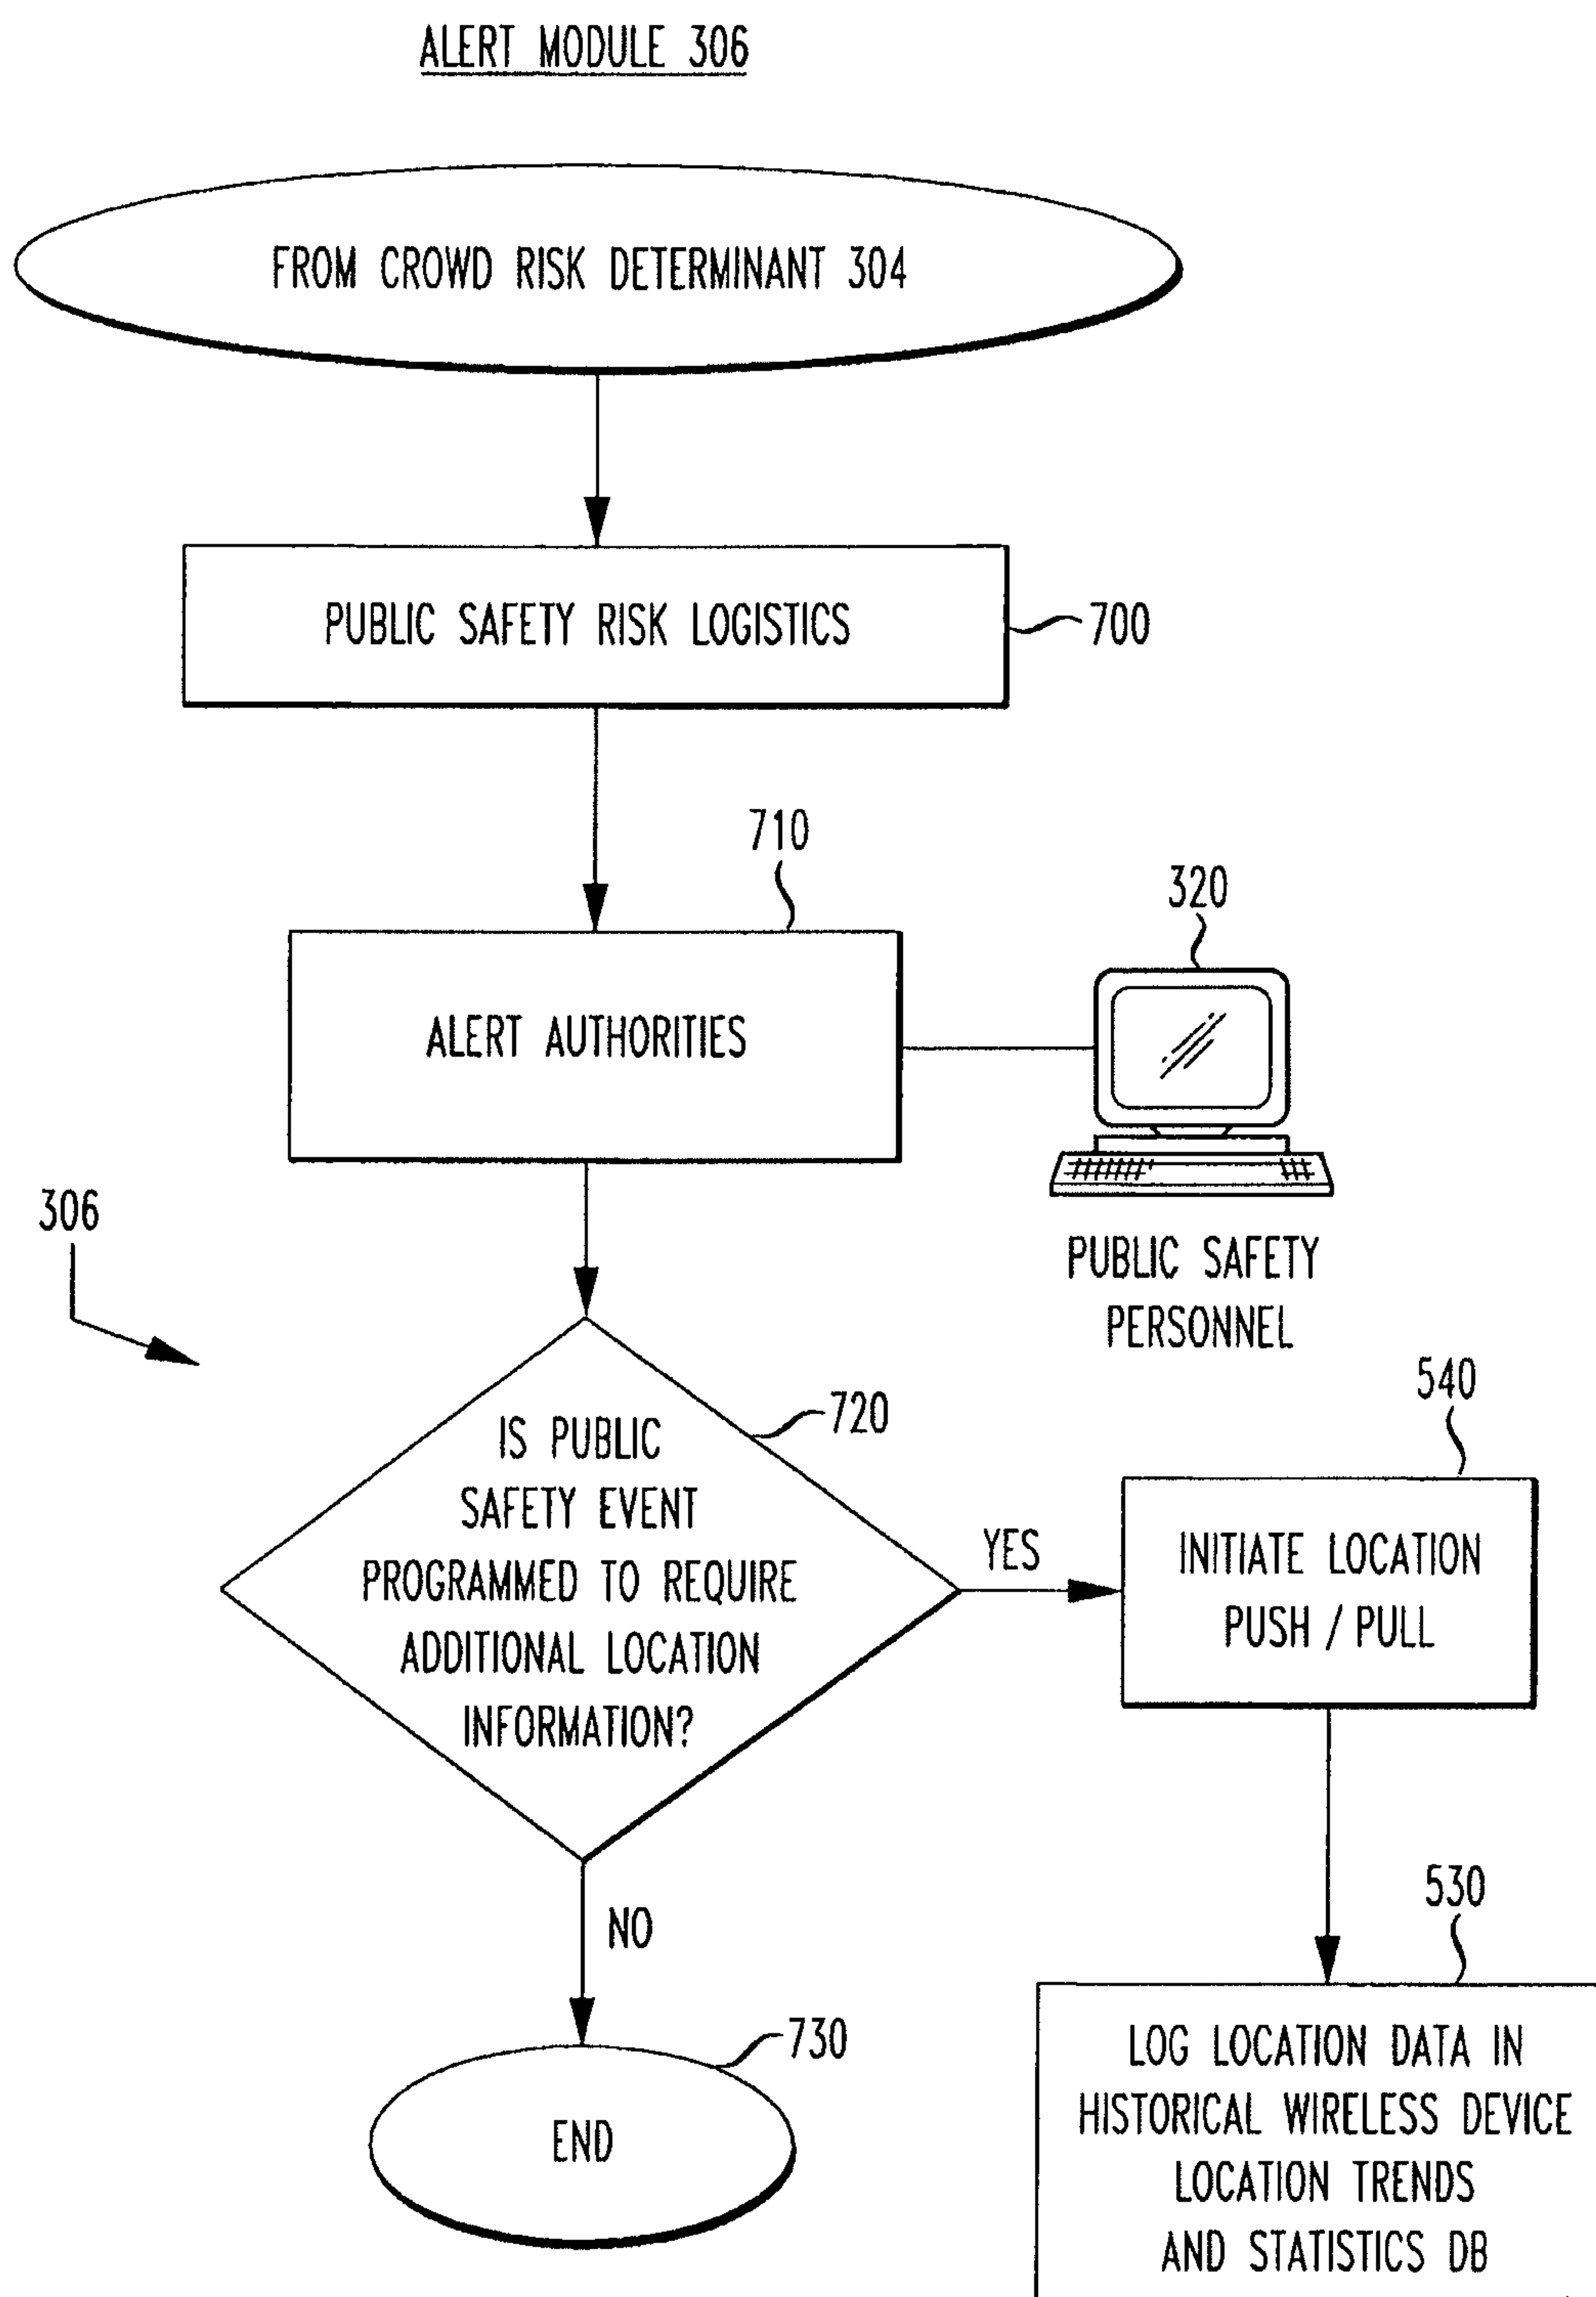 ALERT MODULE 306
FROM CROWD RISK DETERMINANT 304
PUBLIC SAFETY RISK LOGISTICS
700
710
ALERT AUTHORITIES
320
PUBLIC SAFETY
PERSONNEL
306
720
IS PUBLIC
SAFETY EVENT
PROGRAMMED TO REQUIRE
ADDITIONAL LOCATION
INFORMATION?
YES
540
INITIATE LOCATION
PUSH / PULL
NO
530
LOG LOCATION DATA IN
HISTORICAL WIRELESS DEVICE
LOCATION TRENDS
AND STATISTICS DB
730
END